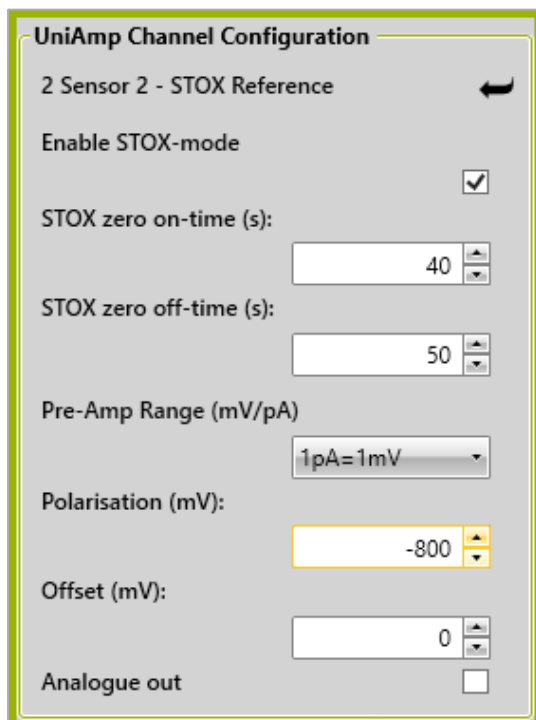 UniAmp Channel Configuration
2 Sensor 2 - STOX Reference
Enable STOX-mode
STOX zero on-time (s):
40
STOX zero off-time (s):
50
Pre-Amp Range (mV/pA)
1pA=1mV
Polarisation (mV):
-800
Offset (mV):
0
Analogue out